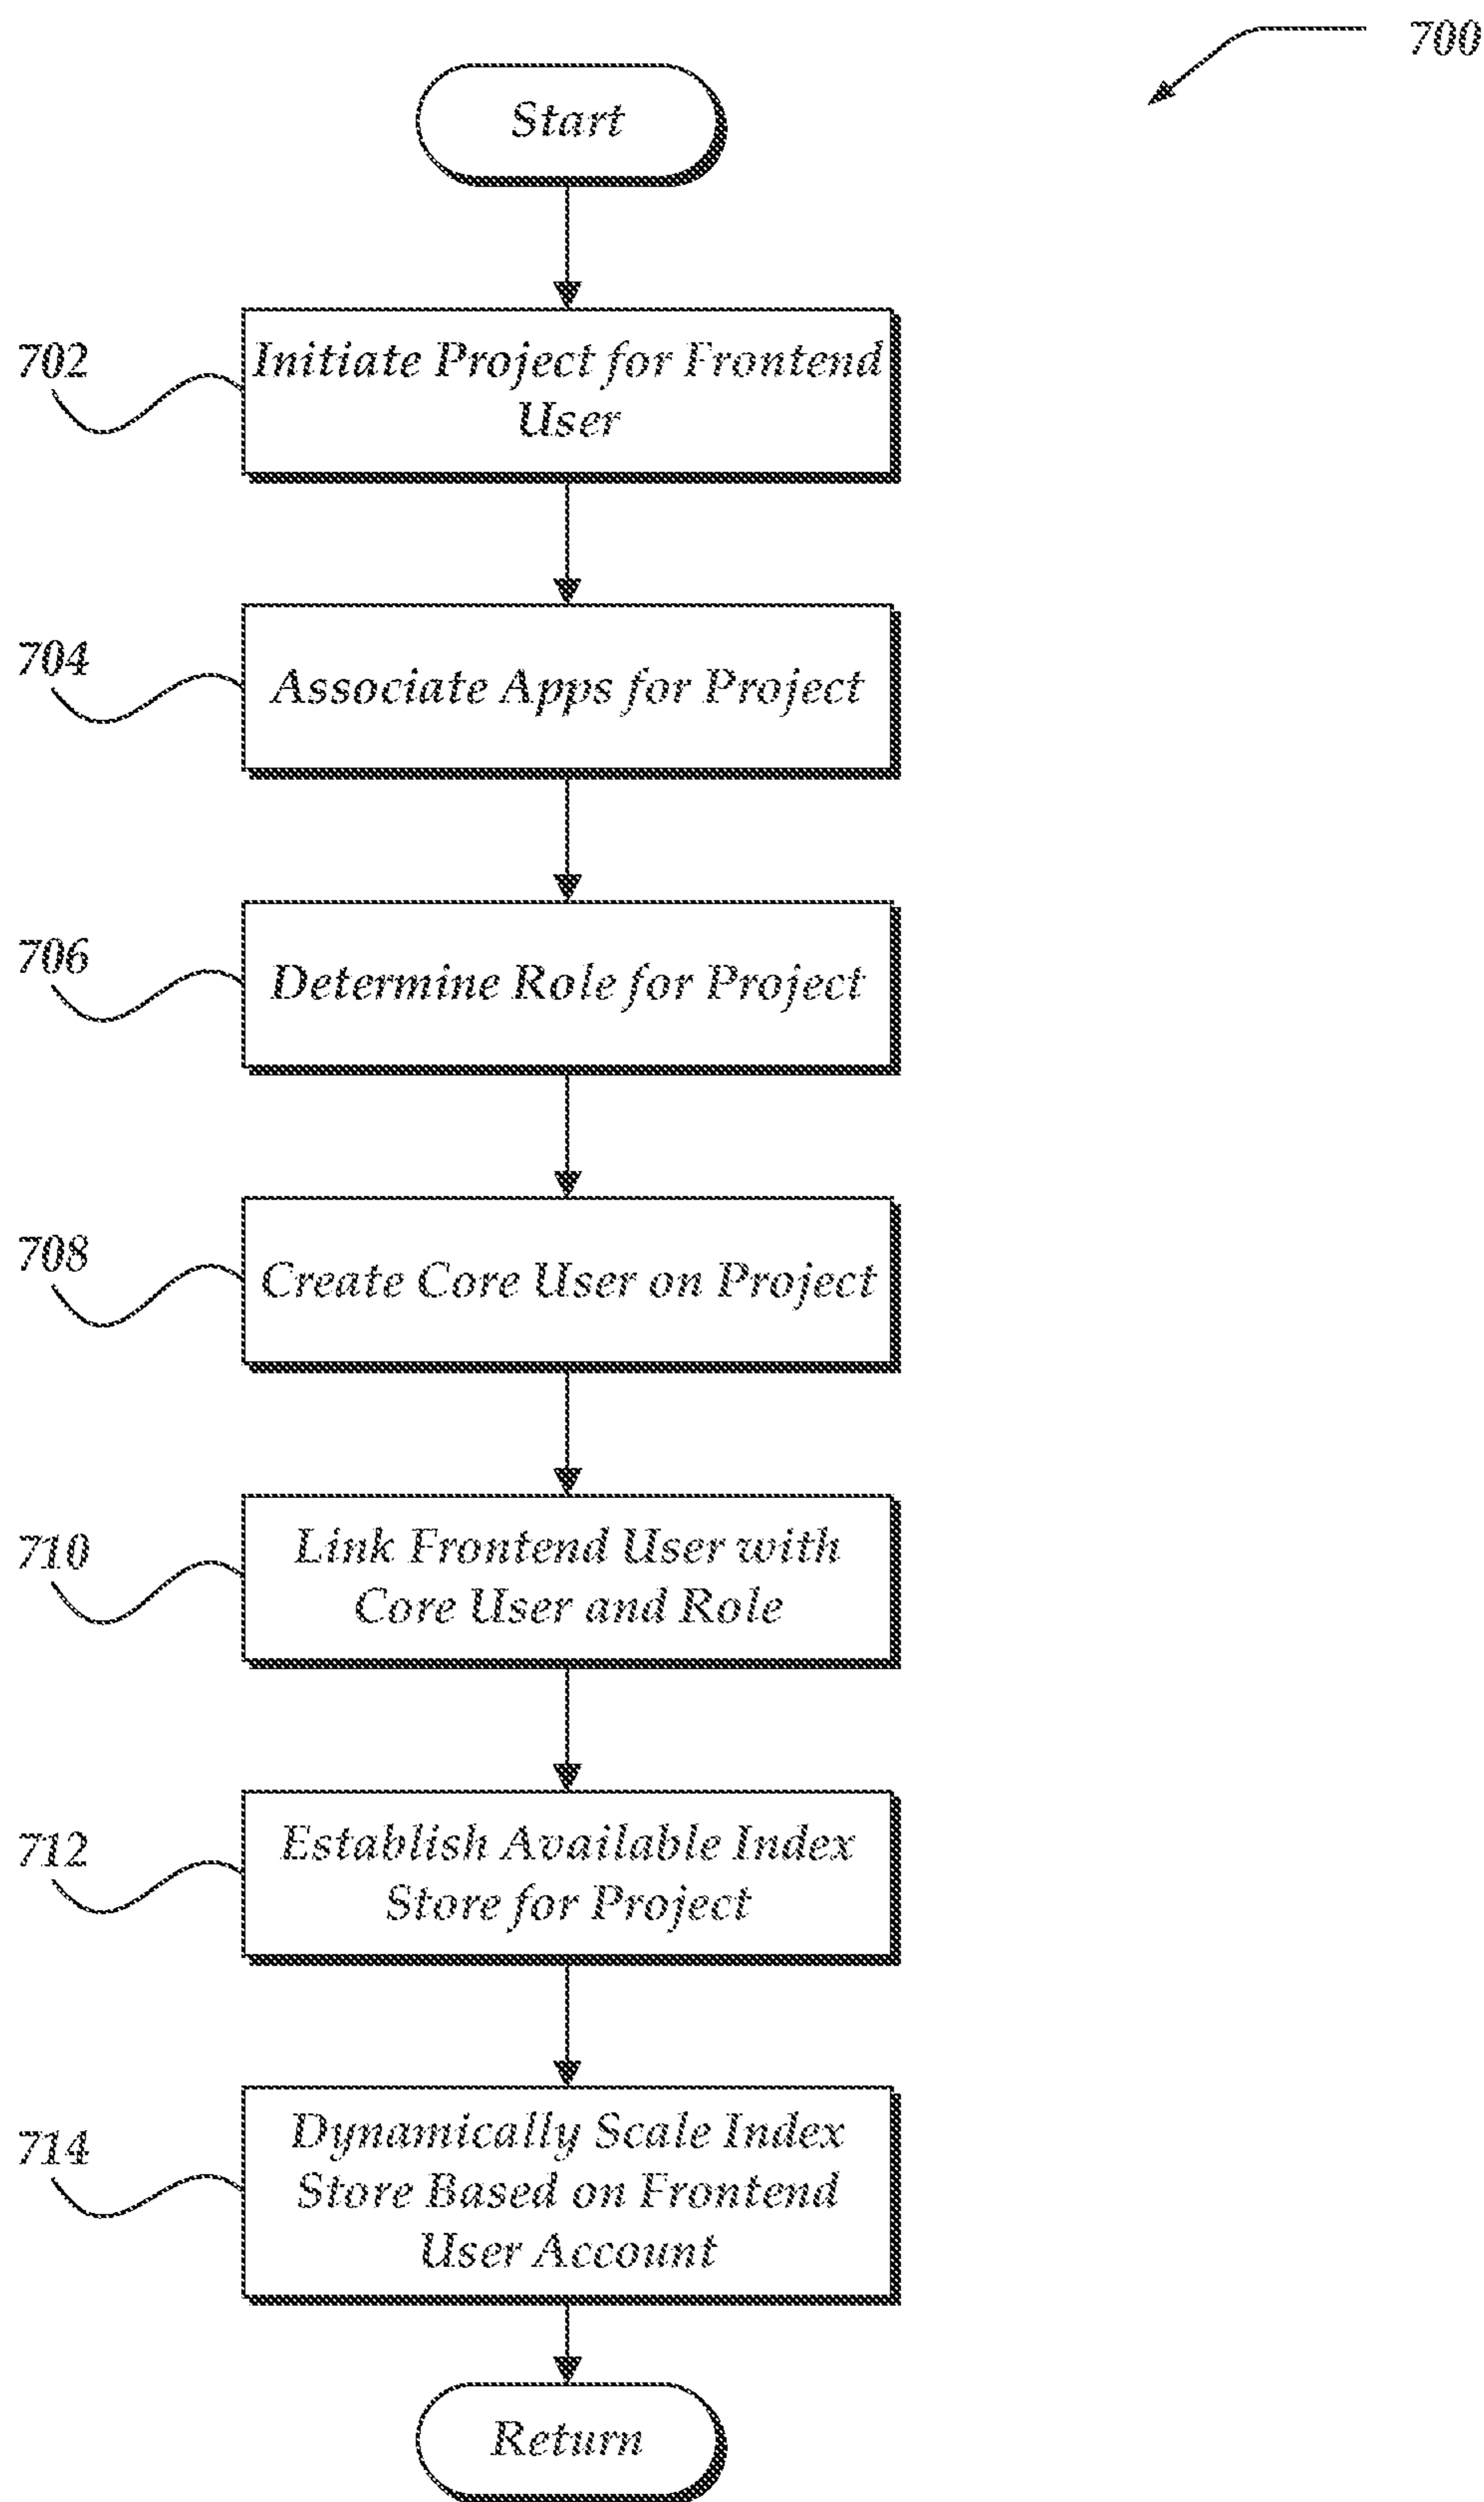 700
Start
702
Initiate Project for Frontend
User
704
Associate Apps for Project
706
Determine Role for Project
708
Create Core User on Project
710
Link Frontend User with
Core User and Role
712
Establish Available Index
Store for Project
714
Dynamically Scale Index
Store Based on Frontend
User Account
Return